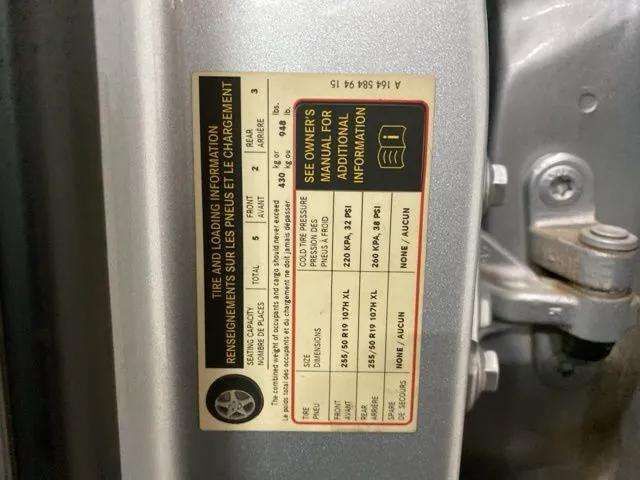 TIRE AND LOADING INFORMATION
RENSEIGNEMENTS SUR LES PNEUS ET LE CHARGEMENT
SEATING CAPACITY TOTAL 5 FRONT 2 REAR 3
NOMBRE DE PLACES AVANT ARRIÈRE
The combined weight of occupants and cargo should never exceed 430 kg or 948 lbs.
Le poids total des occupants et du chargement ne doit jamais dépasser kg ou lb.
TIRE SIZE COLD TIRE PRESSURE
PNEU DIMENSIONS PRESSION DES
PNEUS À FROID
FRONT 255/50 R19 107H XL 220 KPA, 32 PSI
AVANT
REAR 255/50 R19 107H XL 260 KPA, 38 PSI
ARRIÈRE
SPARE NONE / AUCUN NONE / AUCUN
DE SECOURS
SEE OWNER'S
MANUAL FOR
ADDITIONAL
INFORMATION
A 164 584 94 15